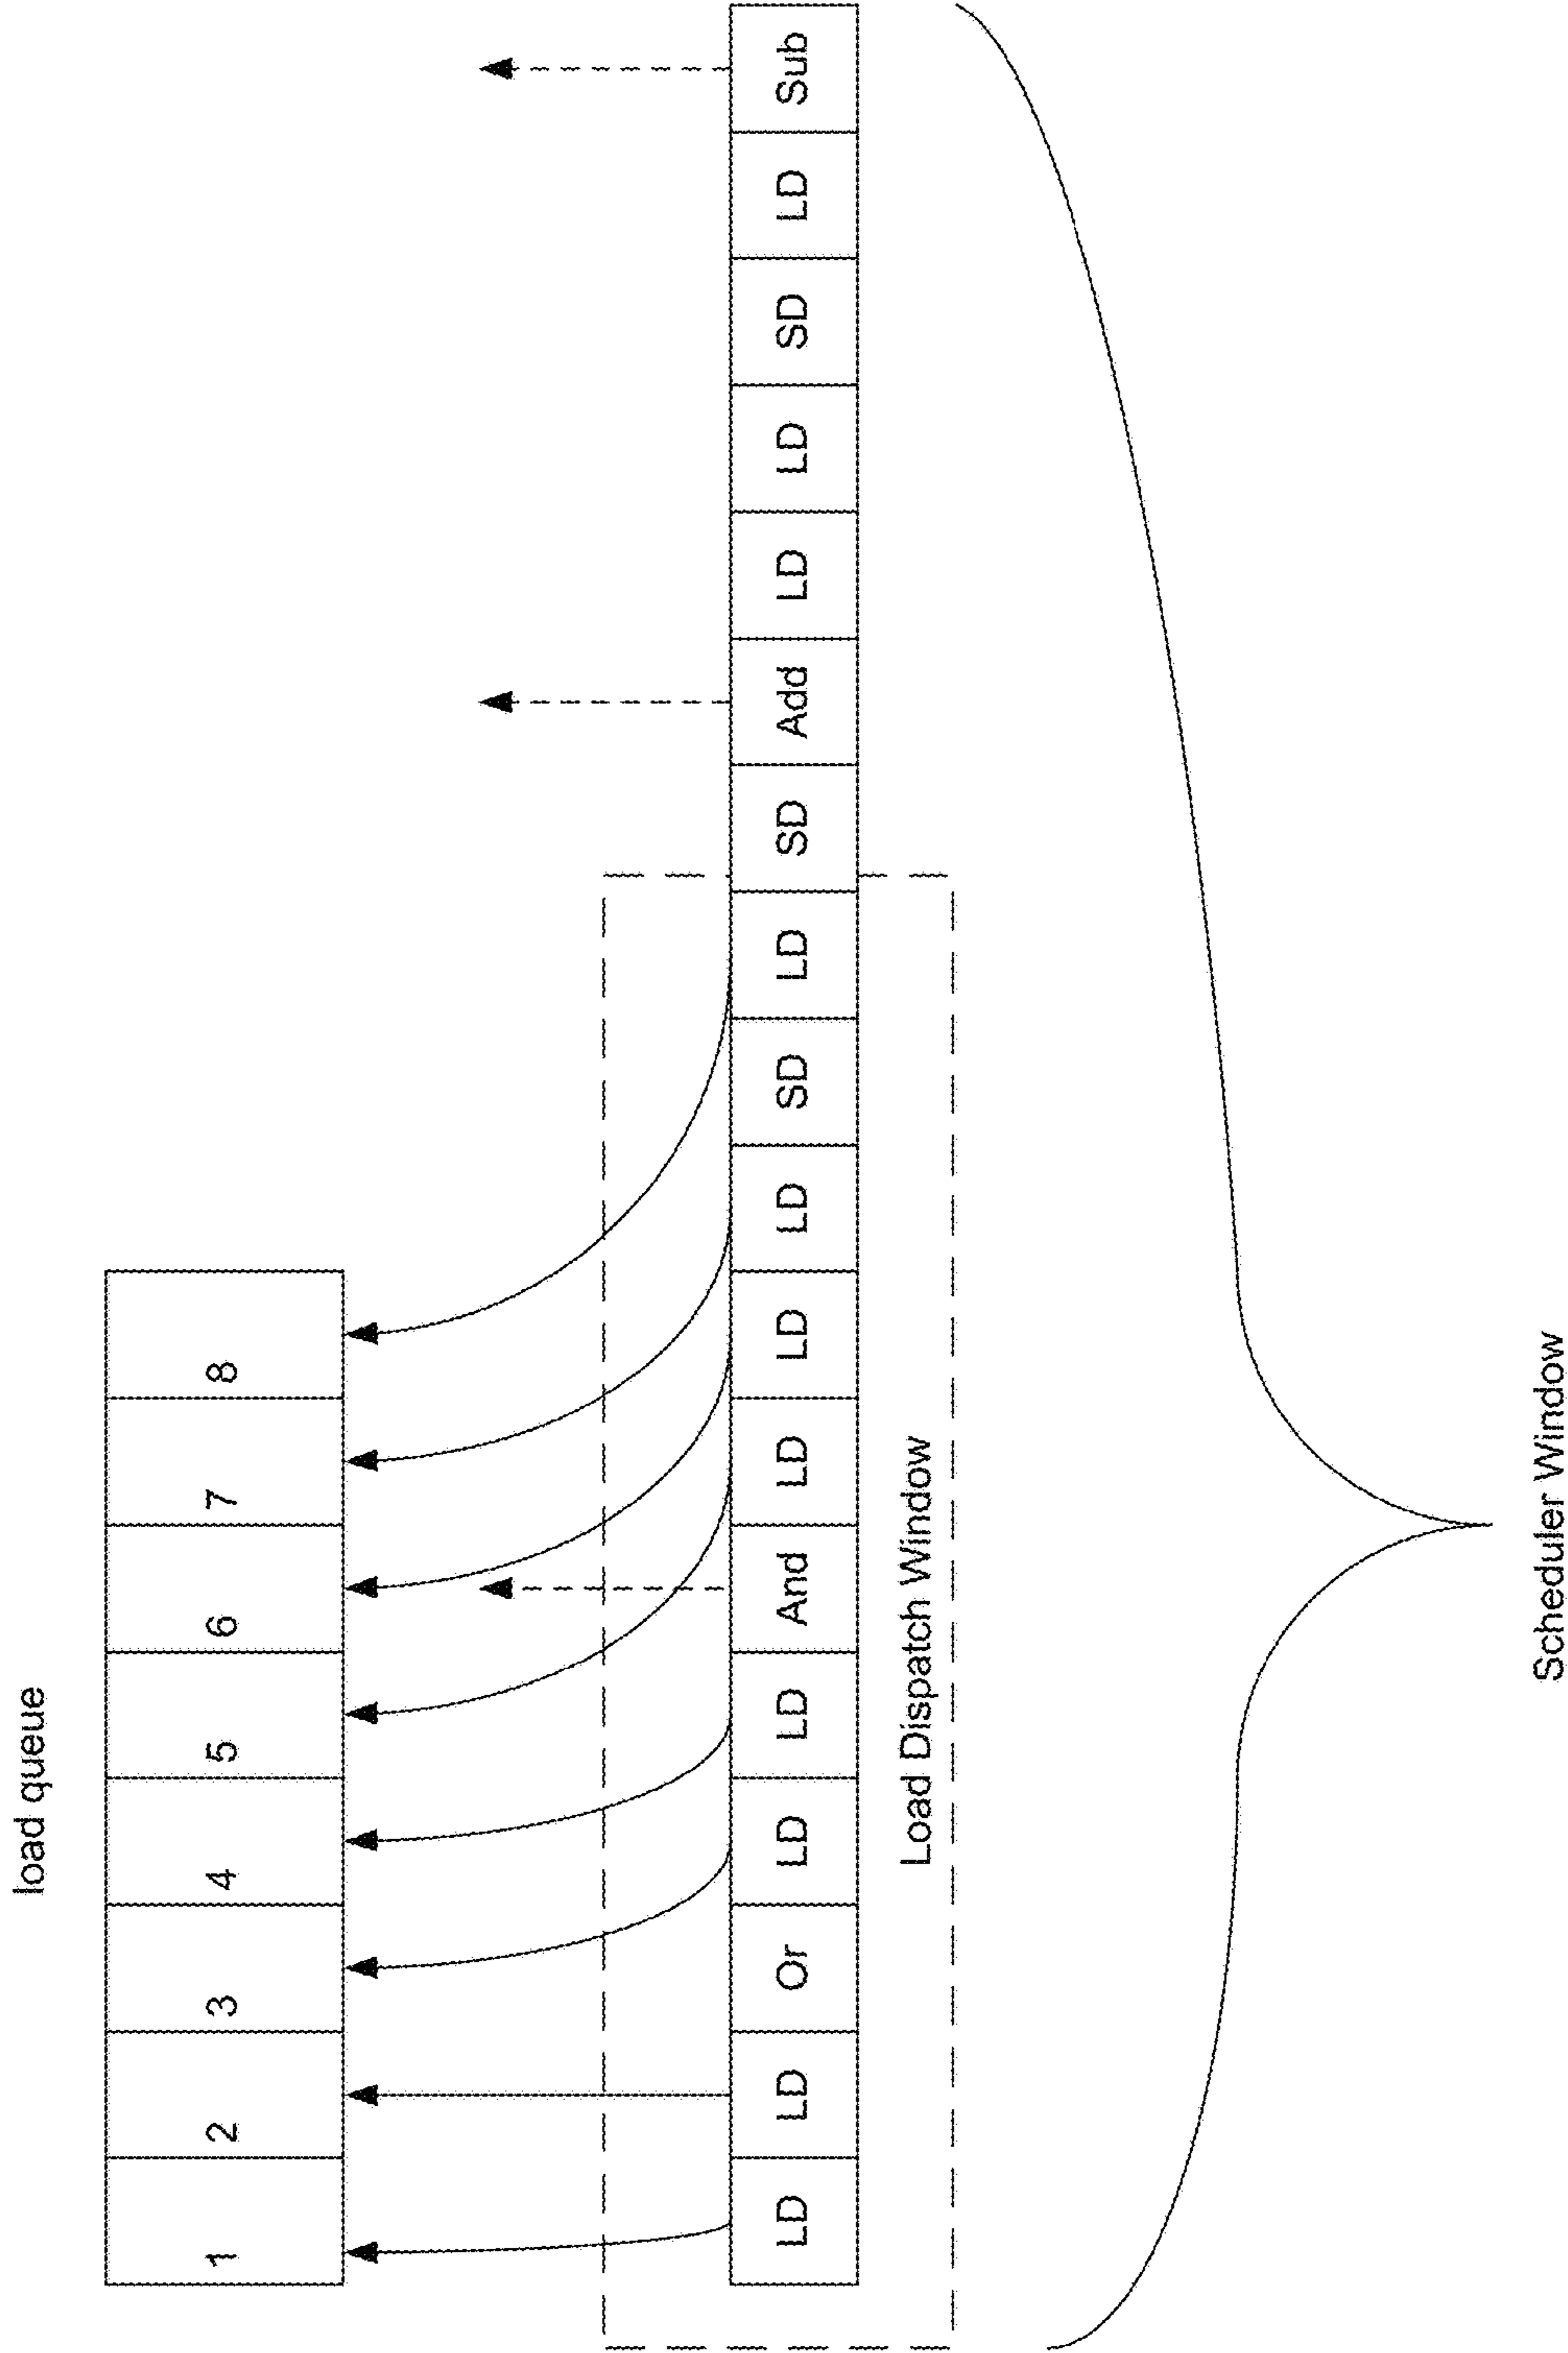 load queue
1 2 3 4 5 6 7 8
LD LD Or LD LD And LD LD LD SD LD SD Add LD LD SD LD Sub
Load Dispatch Window
Scheduler Window